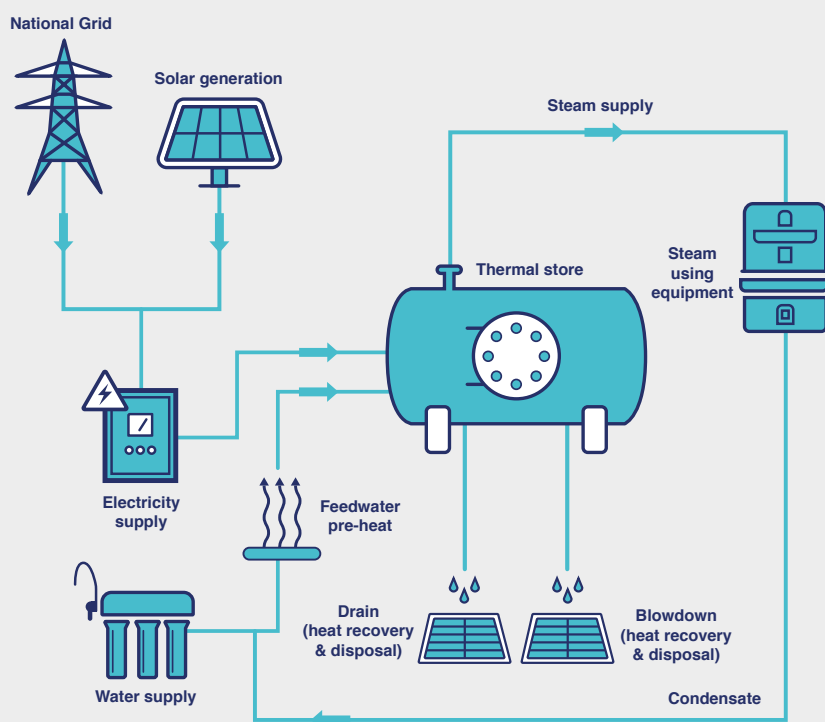 National Grid
Solar generation
Steam supply
Thermal store
Steam
using
equipment
Electricity
supply
Feedwater
pre-heat
Drain
(heat recovery
& disposal)
Blowdown
(heat recovery
& disposal)
Water supply
Condensate